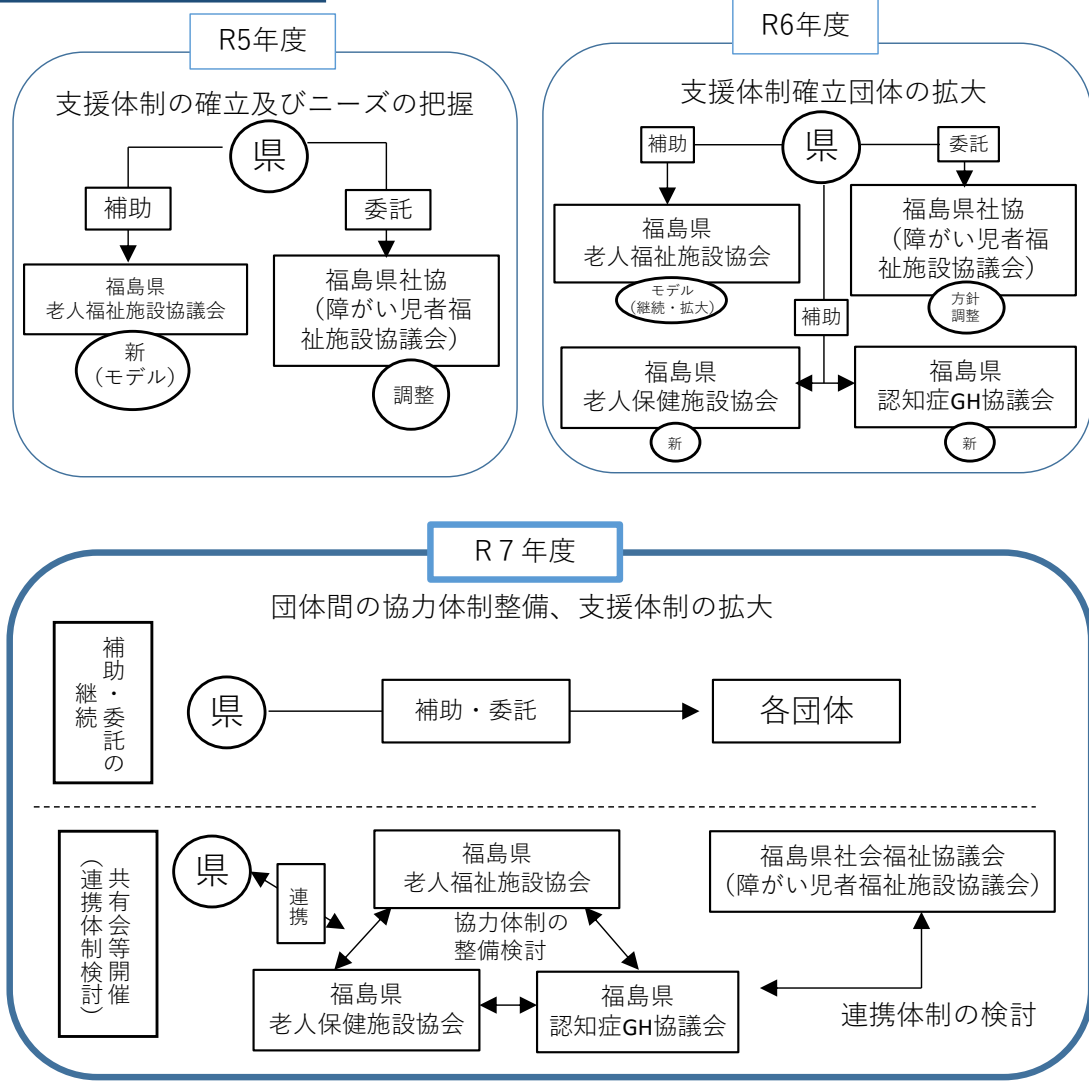 R5年度
支援体制の確立及びニーズの把握
県
補助
委託
福島県
老人福祉施設協議会
新
（モデル）
福島県社協
（障がい児者福
祉施設協議会）
調整
R6年度
支援体制確立団体の拡大
補助
県
委託
福島県
老人福祉施設協会
モデル
（継続・拡大）
福島県社協
（障がい児者福
祉施設協議会）
方針
調整
補助
福島県
老人保健施設協会
新
福島県
認知症GH協議会
新
R７年度
団体間の協力体制整備、支援体制の拡大
補助・委託の
継続
県
補助・委託
各団体
共有会等開催
（連携体制検討）
県
連携
福島県
老人福祉施設協会
協力体制の
整備検討
福島県
老人保健施設協会
福島県
認知症GH協議会
福島県社会福祉協議会
（障がい児者福祉施設協議会）
連携体制の検討